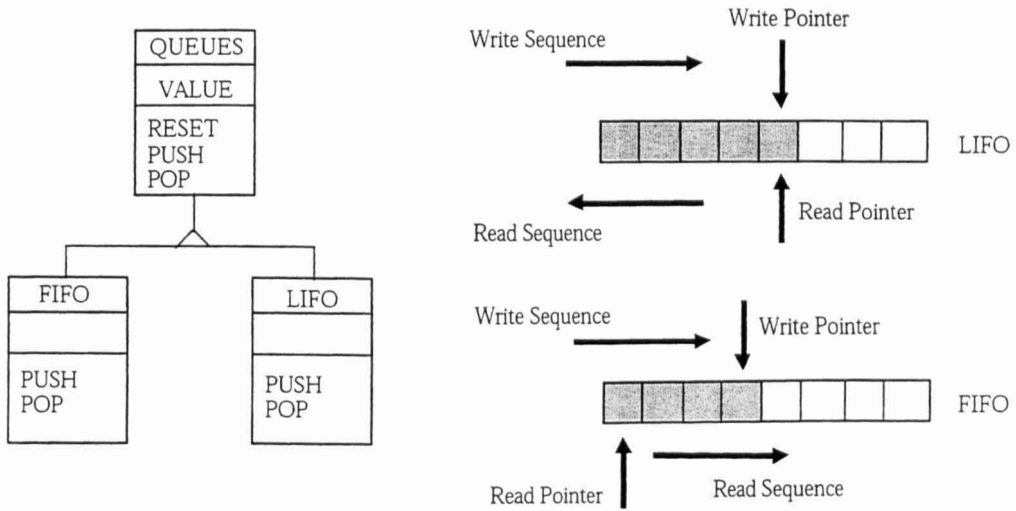 QUEUES
VALUE
RESET
PUSH
POP
FIFO
PUSH
POP
LIFO
PUSH
POP
Write Pointer
Write Sequence
LIFO
Read Pointer
Read Sequence
Write Sequence
Write Pointer
FIFO
Read Pointer
Read Sequence